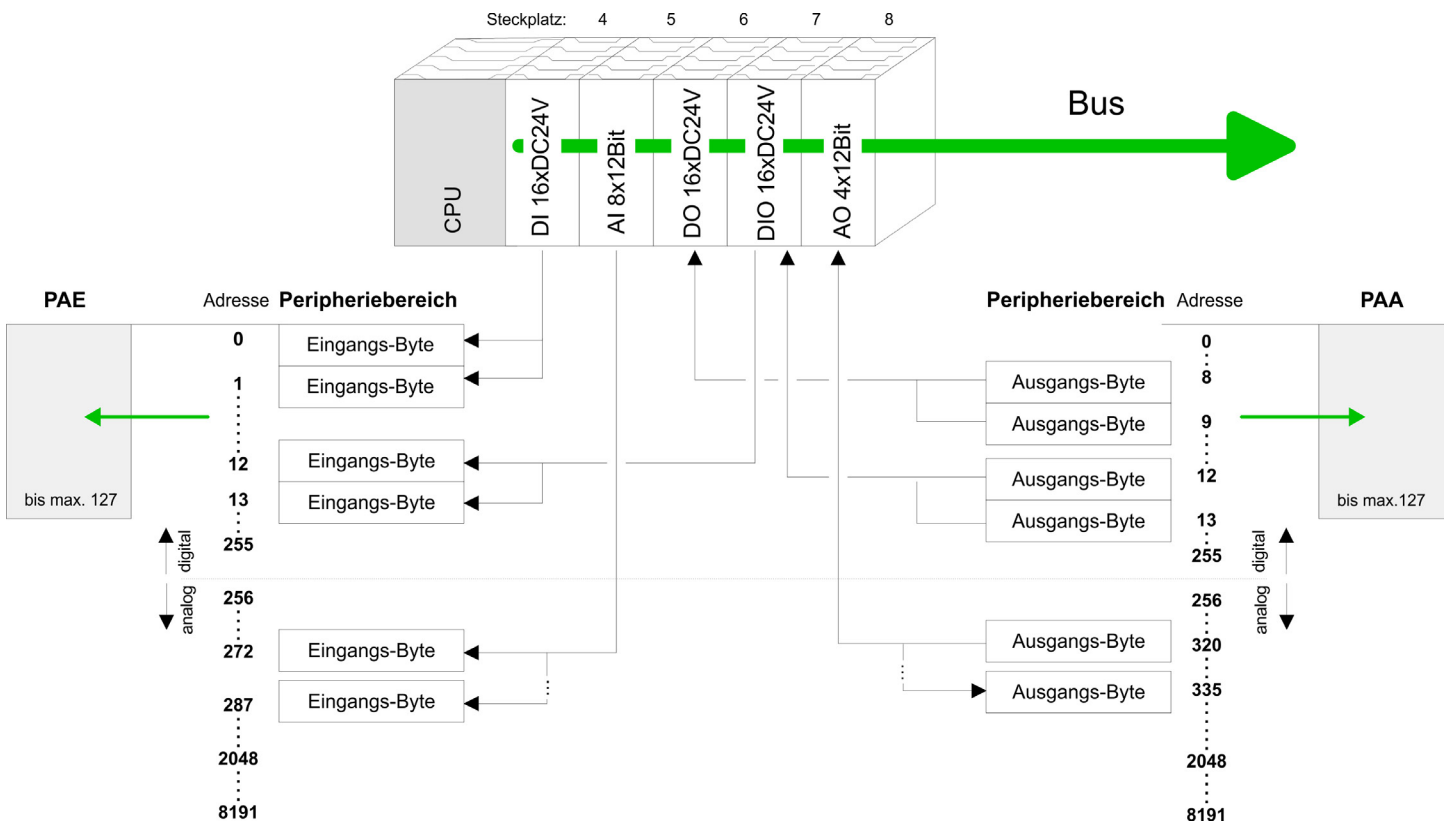 Steckplatz: 4 5 6 7 8
CPU
DI 16xDC24V
AI 8x12Bit
DO 16xDC24V
DIO 16xDC24V
AO 4x12Bit
Bus
PAE
bis max. 127
Adresse Peripheriebereich
0 Eingangs-Byte
1 Eingangs-Byte
12 Eingangs-Byte
13 Eingangs-Byte
255
digital
analog
256
272 Eingangs-Byte
287 Eingangs-Byte
2048
8191
Peripheriebereich Adresse
PAA
bis max.127
0
Ausgangs-Byte 8
Ausgangs-Byte 9
Ausgangs-Byte 12
Ausgangs-Byte 13
255
digital
analog
256
Ausgangs-Byte 320
Ausgangs-Byte 335
2048
8191